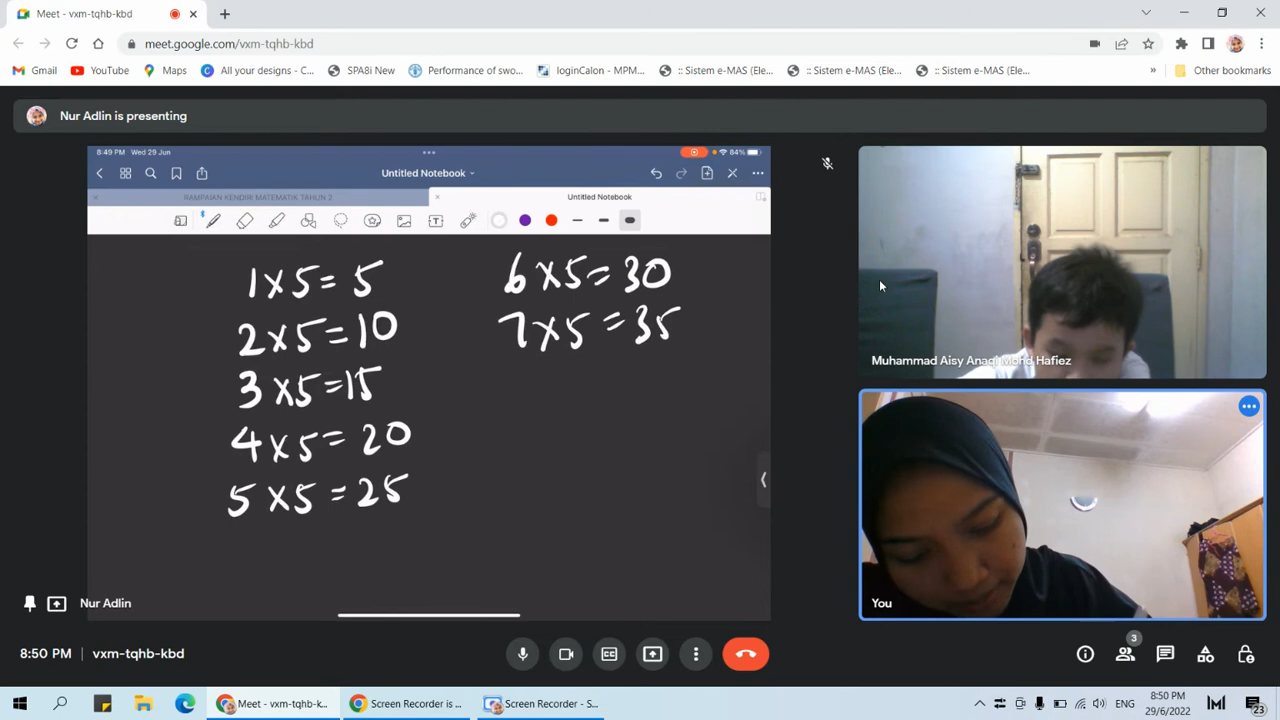 Meet - vxm-tqhb-kbd
meet.google.com/vxm-tqhb-kbd
Gmail
YouTube
Maps
All your designs - C...
SPA8i New
Performance of swo...
loginCalon - MPM...
:: Sistem e-MAS (Ele...
:: Sistem e-MAS (Ele...
:: Sistem e-MAS (Ele...
»
Other bookmarks
Nur Adlin is presenting
8:49 PM Wed 29 Jun
84%
Untitled Notebook
RAMPAIAN KENDIRI MATEMATIK TAHUN 2
Untitled Notebook
1 x 5 = 5
2 x 5 = 10
3 x 5 = 15
4 x 5 = 20
5 x 5 = 25
6 x 5 = 30
7 x 5 = 35
Muhammad Aisy Anaqi Mohd Hafiez
You
Nur Adlin
8:50 PM vxm-tqhb-kbd
3
Meet - vxm-tqhb-k...
Screen Recorder is ...
Screen Recorder - S...
ENG
8:50 PM
29/6/2022
23